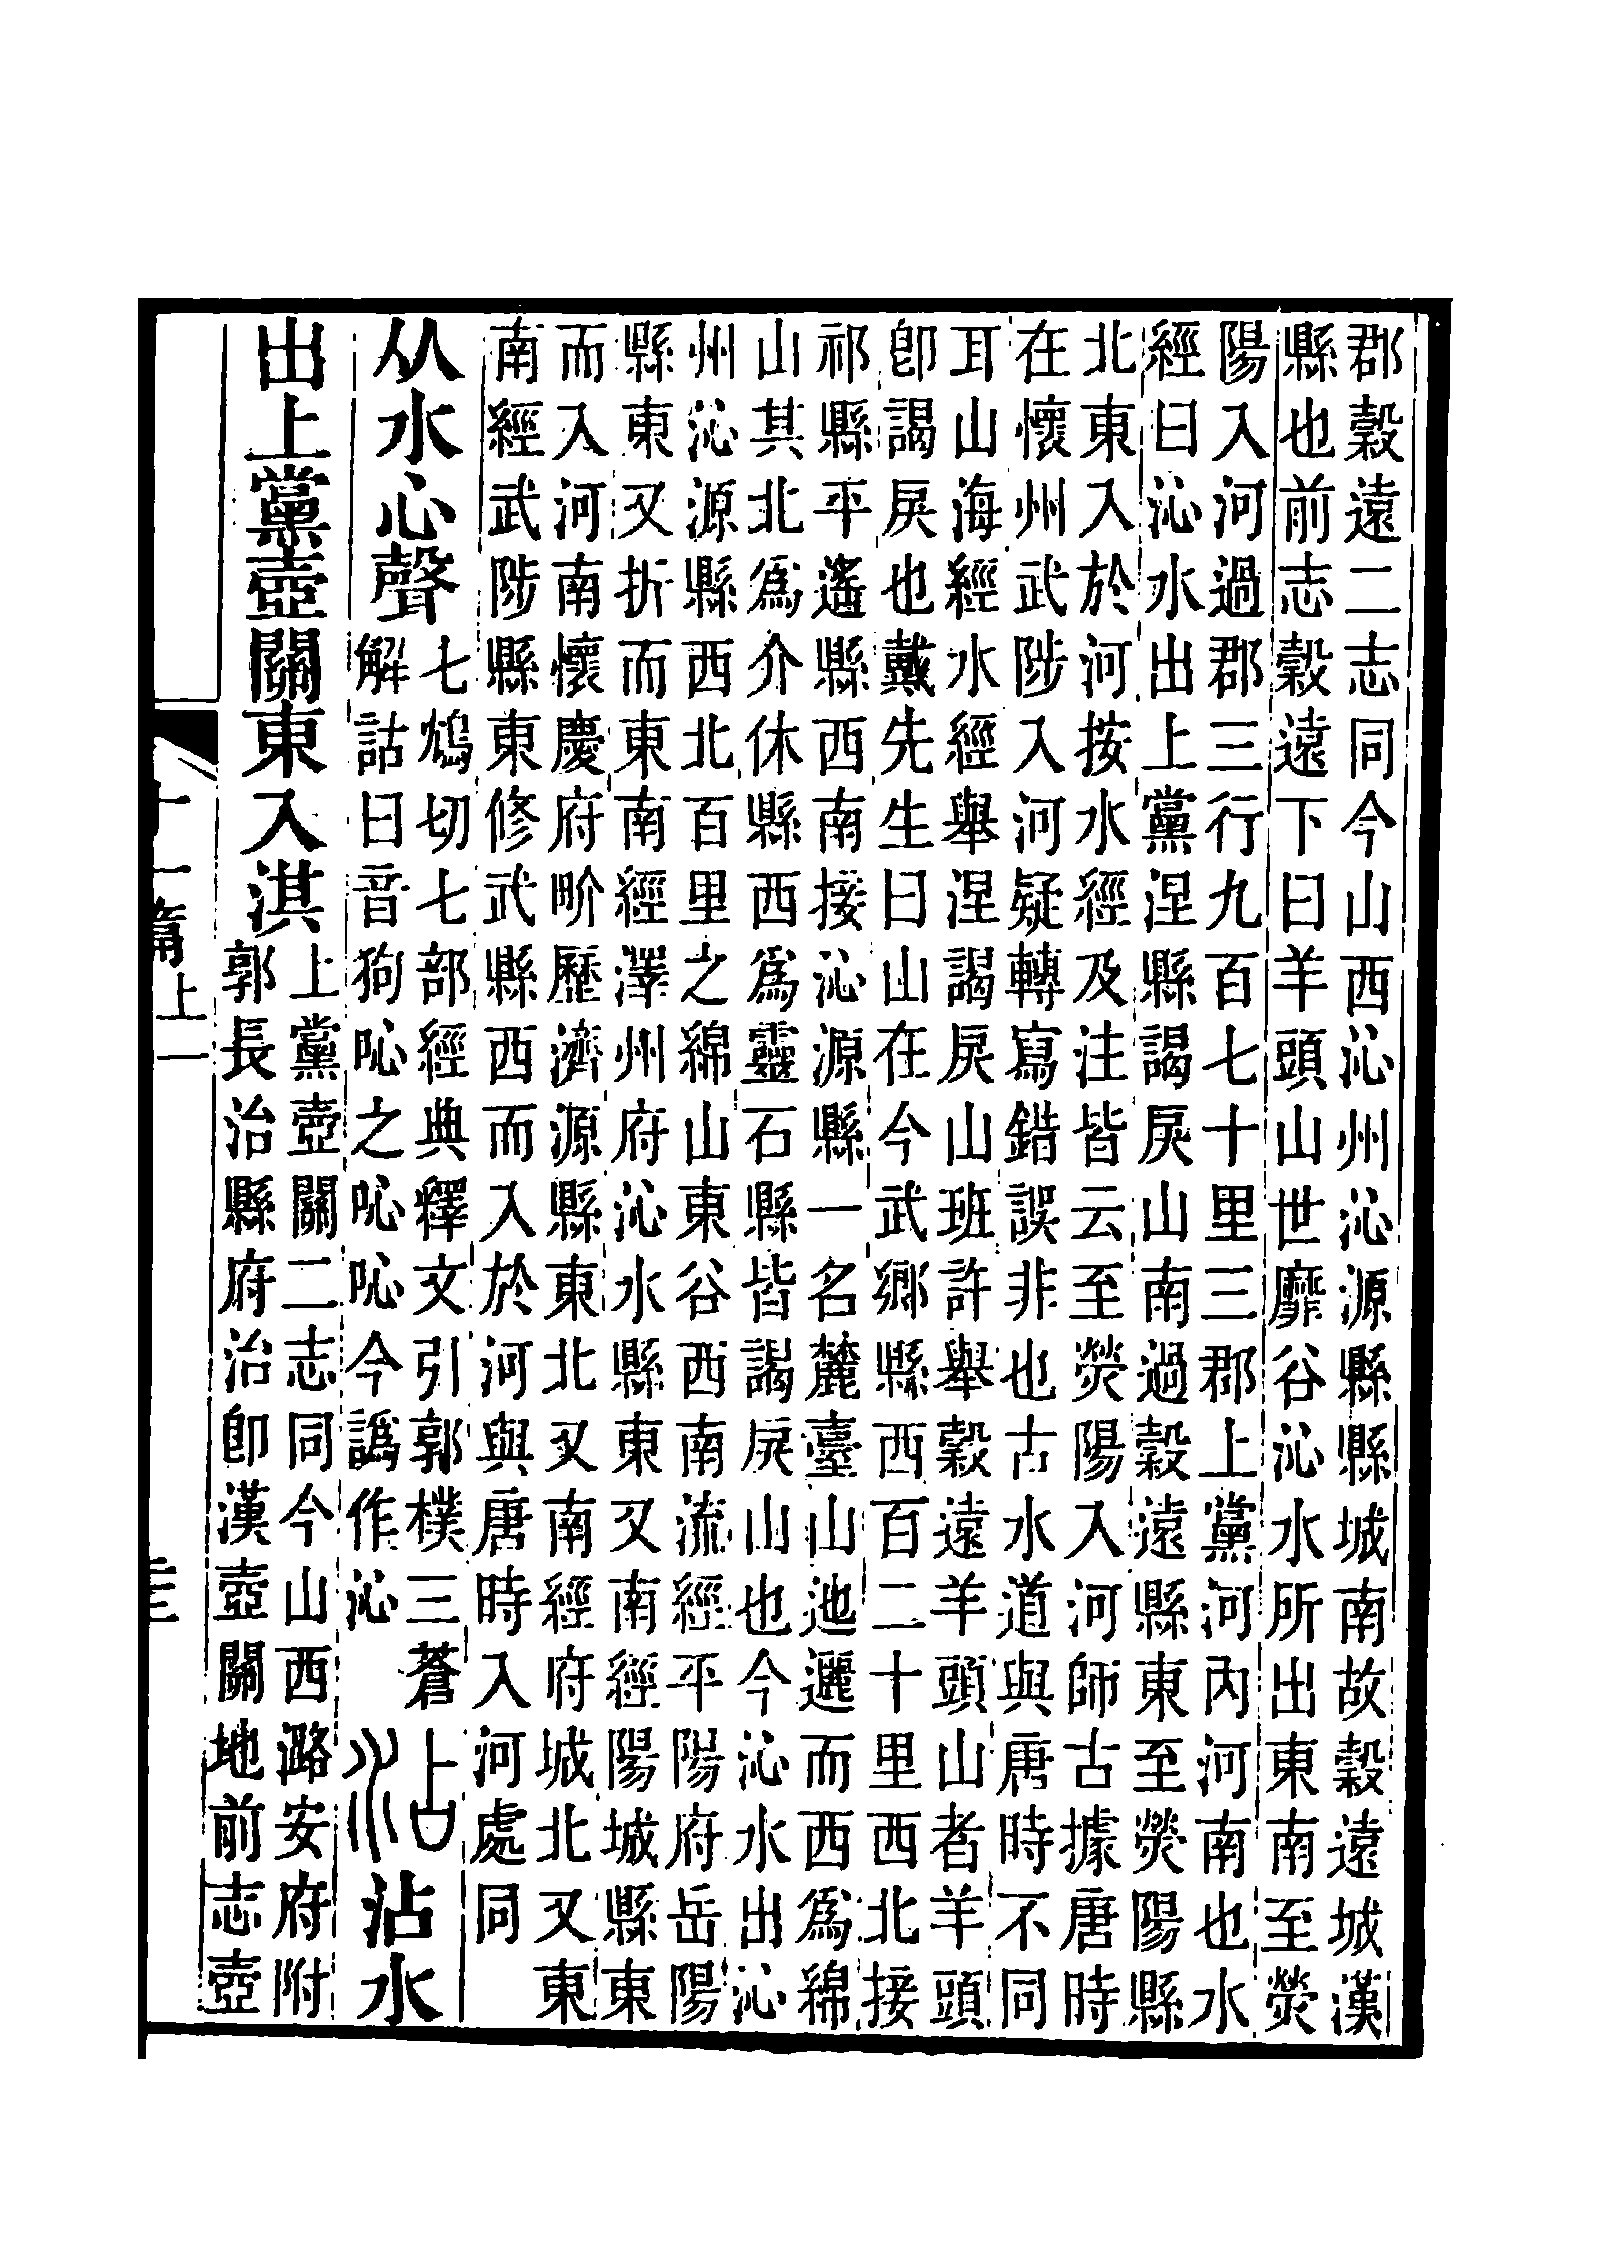 郡穀遠二志同今山西沁州沁源縣縣城南故穀遠城漢
縣也前志穀遠下曰羊頭山世靡谷沁水所出東南至熒
陽入河過郡三行九百七十里三郡上黨河內河南也水
經曰沁水出上黨涅縣謁戾山南過穀遠縣東至熒陽縣
北東入於河按水經及注皆云至熒陽入河師古據唐時
在懷州武陟入河疑轉寫錯誤非也古水道與唐時不同
耳山海經水經舉涅謁戾山班許舉穀遠羊頭山者羊頭
卽謁戾也戴先生曰山在今武鄉縣西百二十里西北接
祁縣平遙縣西南接沁源縣一名麓臺山迆邐而西爲綿
山其北爲介休縣西爲靈石縣皆謁戾山也今沁水出沁
州沁源縣西北百里之綿山東谷西南流經平陽府岳陽
縣東又折而東南經澤州府沁水縣東又南經陽城縣東
而入河南懷慶府畍歷濟源縣東北又南經府城北又東
南經武陟縣東修武縣西而入於河與唐時入河處同
从水心聲
七鴆切七部經典釋文引郭樸三蒼
解詁曰音狗吣之吣吣今譌作沁
沾 沾水
出上黨壺關東入淇
上黨壺關二志同今山西潞安府附
郭長治縣府治卽漢壺關地前志壺
十一篇上一